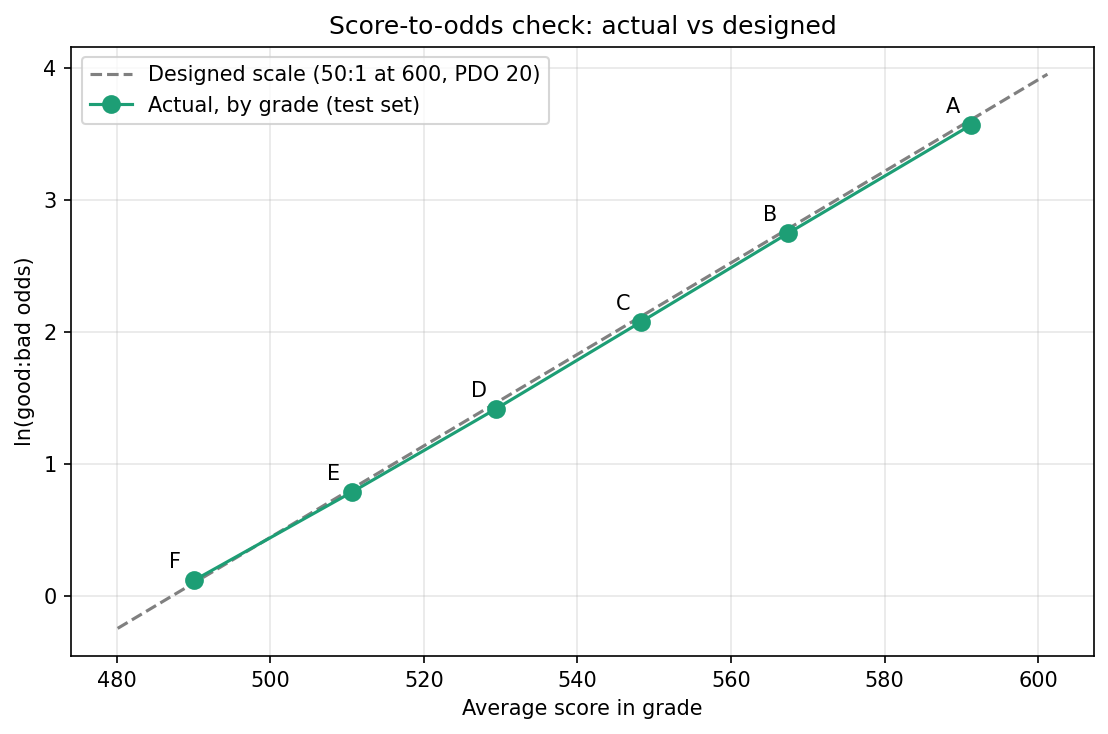 Score-to-odds check: actual vs designed
Designed scale (50:1 at 600, PDO 20)
Actual, by grade (test set)
ln(good:bad odds)
4
3
2
1
0
A
B
C
D
E
F
480 500 520 540 560 580 600
Average score in grade